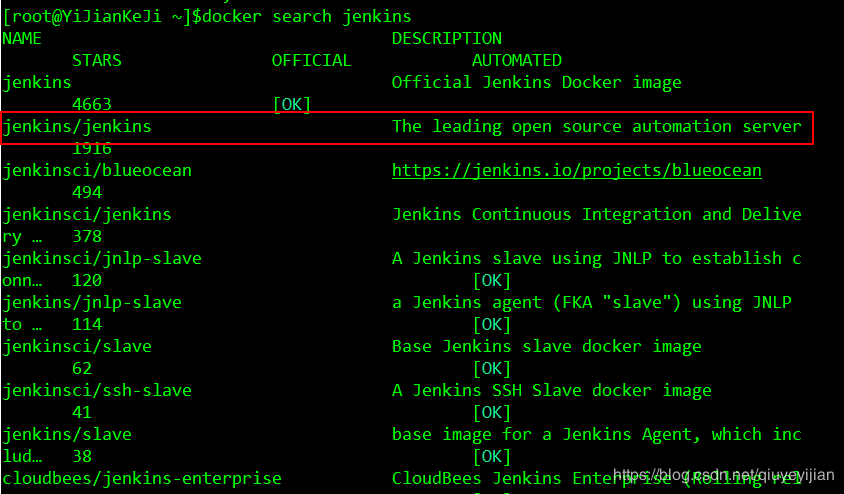 [root@YiJianKeJi ~]$docker search jenkins
NAME DESCRIPTION
STARS OFFICIAL AUTOMATED
jenkins Official Jenkins Docker image
4663 [OK]
jenkins/jenkins The leading open source automation server
1916
jenkinsci/blueocean https://jenkins.io/projects/blueocean
494
jenkinsci/jenkins Jenkins Continuous Integration and Delive
ry … 378
jenkinsci/jnlp-slave A Jenkins slave using JNLP to establish c
onn… 120 [OK]
jenkins/jnlp-slave a Jenkins agent (FKA "slave") using JNLP
to … 114 [OK]
jenkinsci/slave Base Jenkins slave docker image
62 [OK]
jenkinsci/ssh-slave A Jenkins SSH Slave docker image
41 [OK]
jenkins/slave base image for a Jenkins Agent, which inc
lud… 38 [OK]
cloudbees/jenkins-enterprise CloudBees Jenkins Enterprise (Rolling rel
https://blog.csdn.net/qiuyeyijian